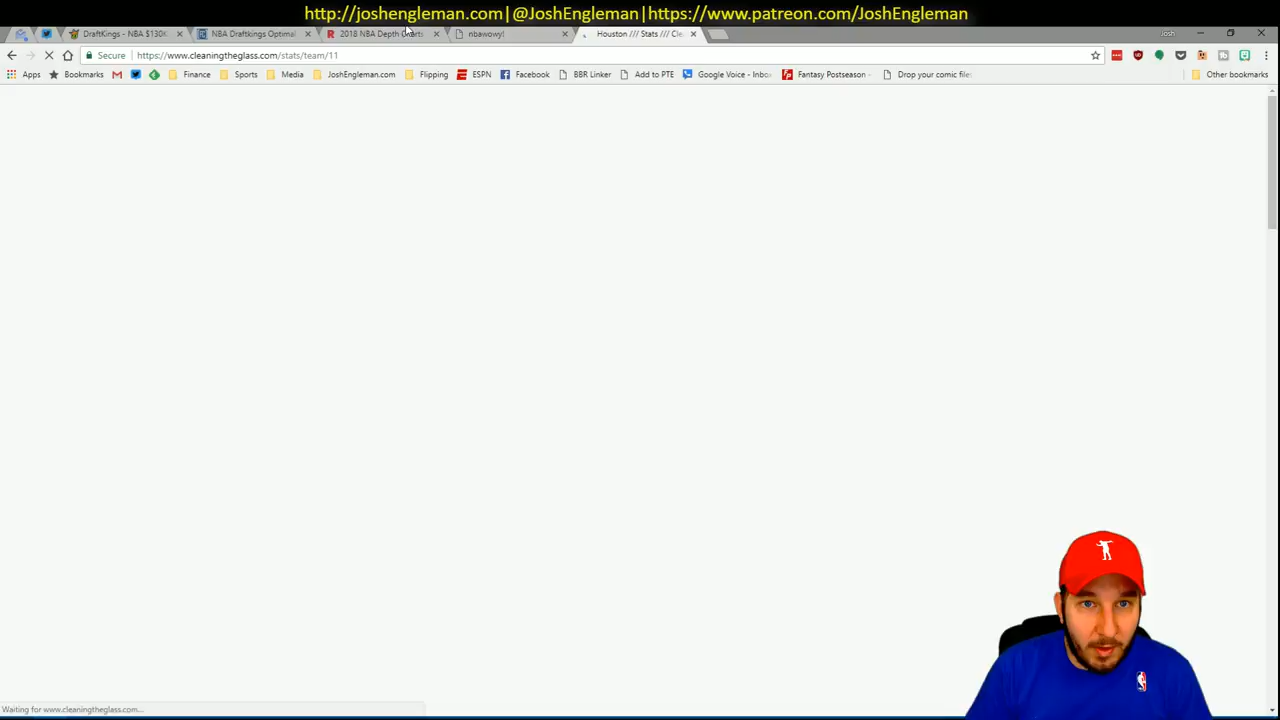 http://joshengleman.com|@JoshEngleman|https://www.patreon.com/JoshEngleman
DraftKings - NBA $130K
NBA Draftkings Optimal
2018 NBA Depth Charts
nbawowy!
Houston /// Stats /// Cle
Josh
Secure
https://www.cleaningtheglass.com/stats/team/11
Apps
Bookmarks
Finance
Sports
Media
JoshEngleman.com
Flipping
ESPN
Facebook
BBR Linker
Add to PTE
Google Voice - Inbo
Fantasy Postseason -
Drop your comic files
Other bookmarks
Waiting for www.cleaningtheglass.com...